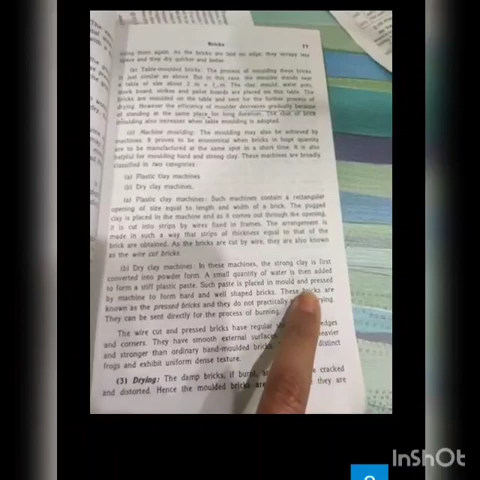 Bricks 77
them again. As the bricks are laid on edge, they occupy less
space and they dry quicker and better.
(b) Table-moulded bricks: The process of moulding these bricks
is just similar as above. But in this case, the moulder stands near
a table of size about 2 m × 1 m. The clay, mould, water pots,
stock board, strikes and pallet boards are placed on this table. The
bricks are moulded on the table and sent for the further process of
drying. However the efficiency of moulder decreases gradually because
of standing at the same place for long duration. The cost of brick
moulding also increases when table moulding is adopted.
(ii) Machine moulding: The moulding may also be achieved by
machines. It proves to be economical when bricks in huge quantity
are to be manufactured at the same spot in a short time. It is also
helpful for moulding hard and strong clay. These machines are broadly
classified in two categories:
(a) Plastic clay machines
(b) Dry clay machines.
(a) Plastic clay machines: Such machines contain a rectangular
opening of size equal to length and width of a brick. The pugged
clay is placed in the machine and as it comes out through the opening,
it is cut into strips by wires fixed in frames. The arrangement is
made in such a way that strips of thickness equal to that of the
brick are obtained. As the bricks are cut by wire, they are also known
as the wire cut bricks.
(b) Dry clay machines: In these machines, the strong clay is first
converted into powder form. A small quantity of water is then added
to form a stiff plastic paste. Such paste is placed in mould and pressed
by machine to form hard and well shaped bricks. These bricks are
known as the pressed bricks and they do not practically drying
They can be sent directly for the process of burning.
The wire cut and pressed bricks have regular edges
and corners. They have smooth external surfaces heavier
and stronger than ordinary hand-moulded bricks. distinct
frogs and exhibit uniform dense texture.
(3) Drying: The damp bricks, if burnt, cracked
and distorted. Hence the moulded bricks are they are
InShOt